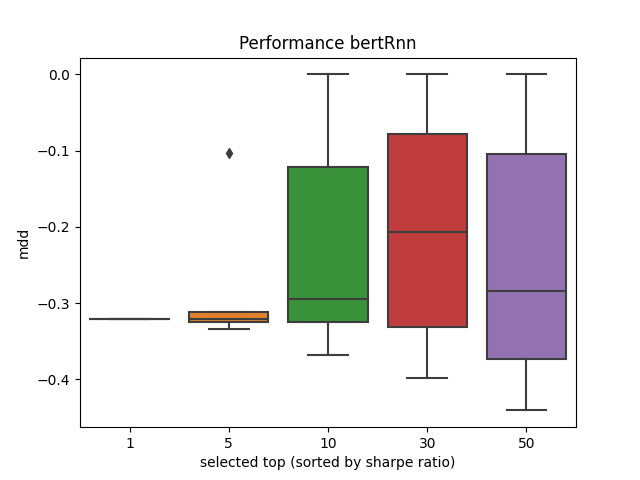 Performance bertRnn
0.0
−0.1
−0.2
−0.3
−0.4
mdd
1 5 10 30 50
selected top (sorted by sharpe ratio)